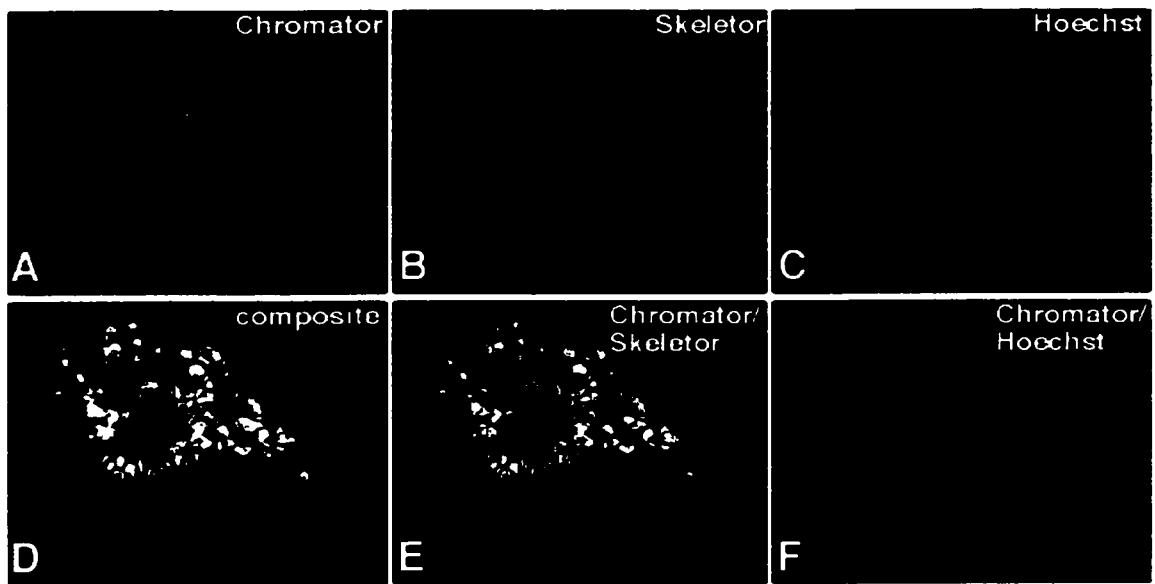 Chromator
Skeletor
Hoechst
A
B
C
composite
Chromator/
Skeletor
Chromator/
Hoechst
D
E
F